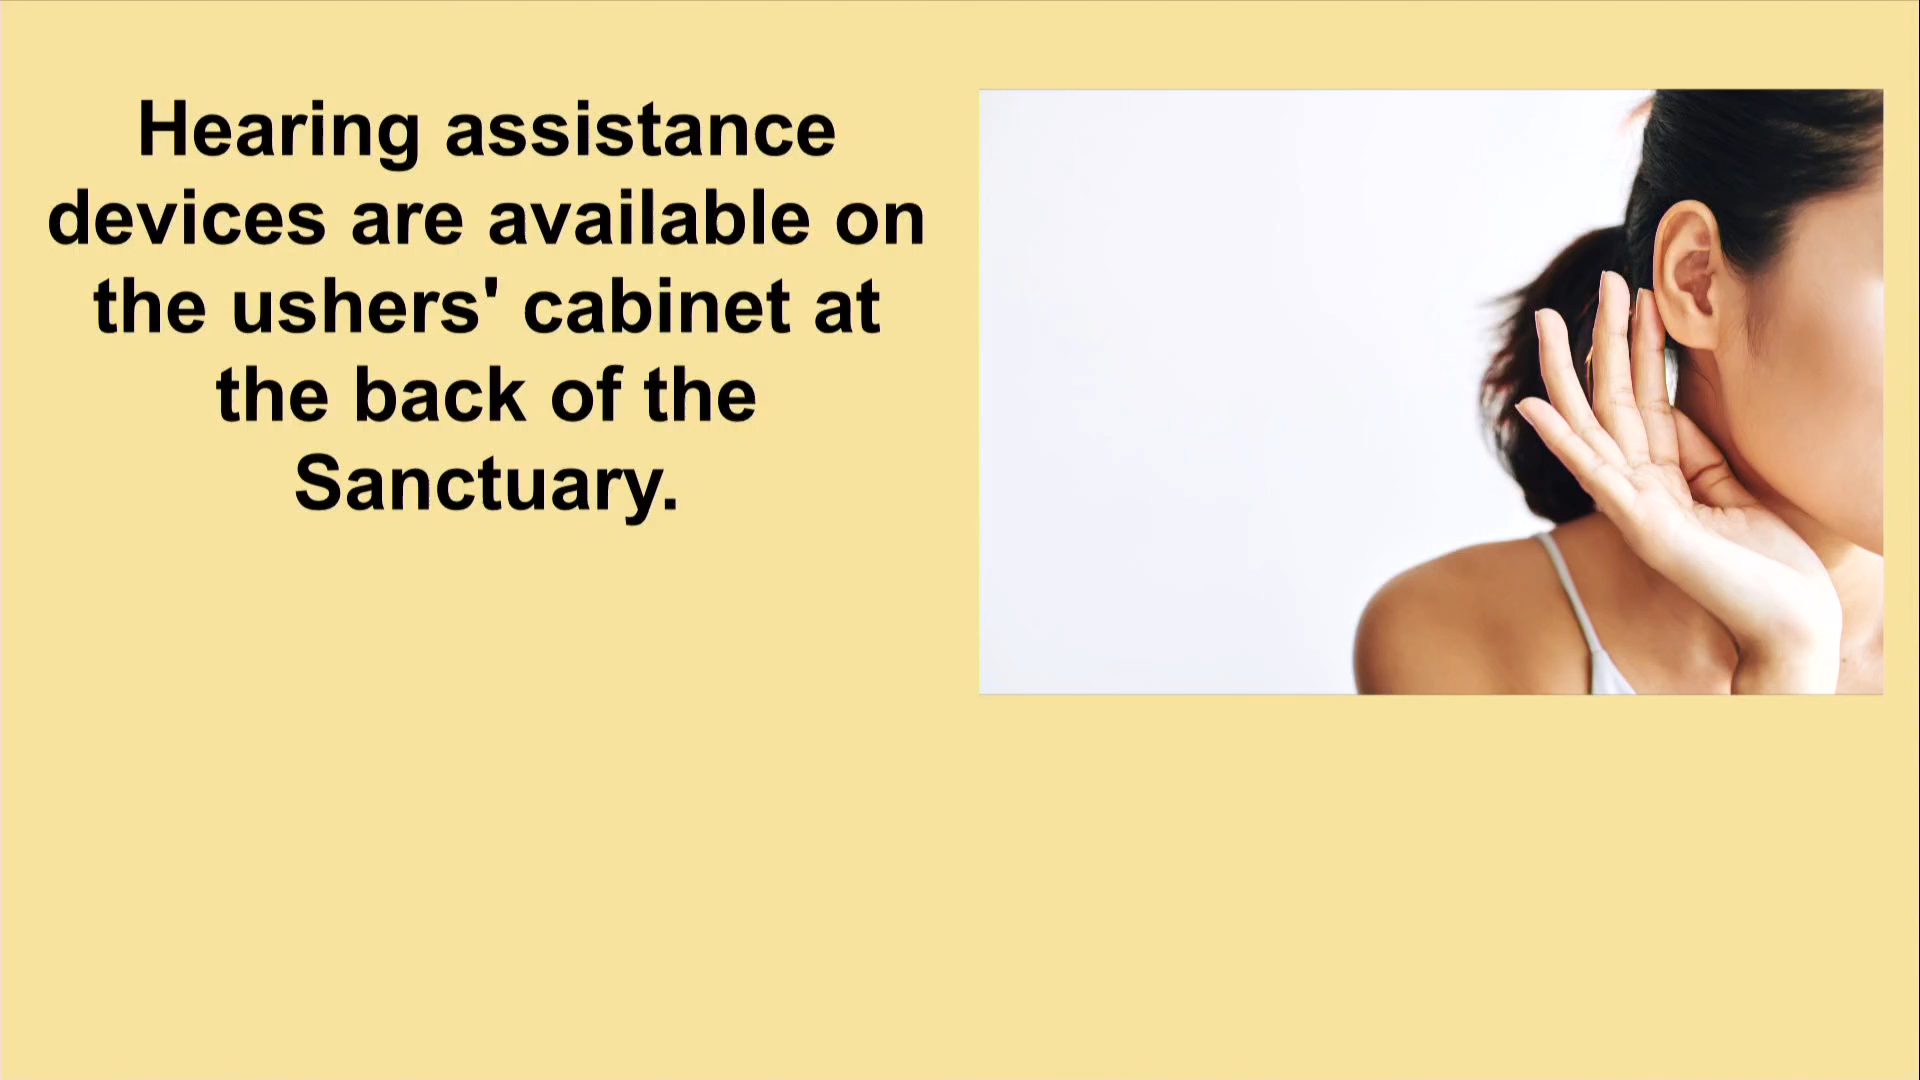 Hearing assistance
devices are available on
the ushers' cabinet at
the back of the
Sanctuary.